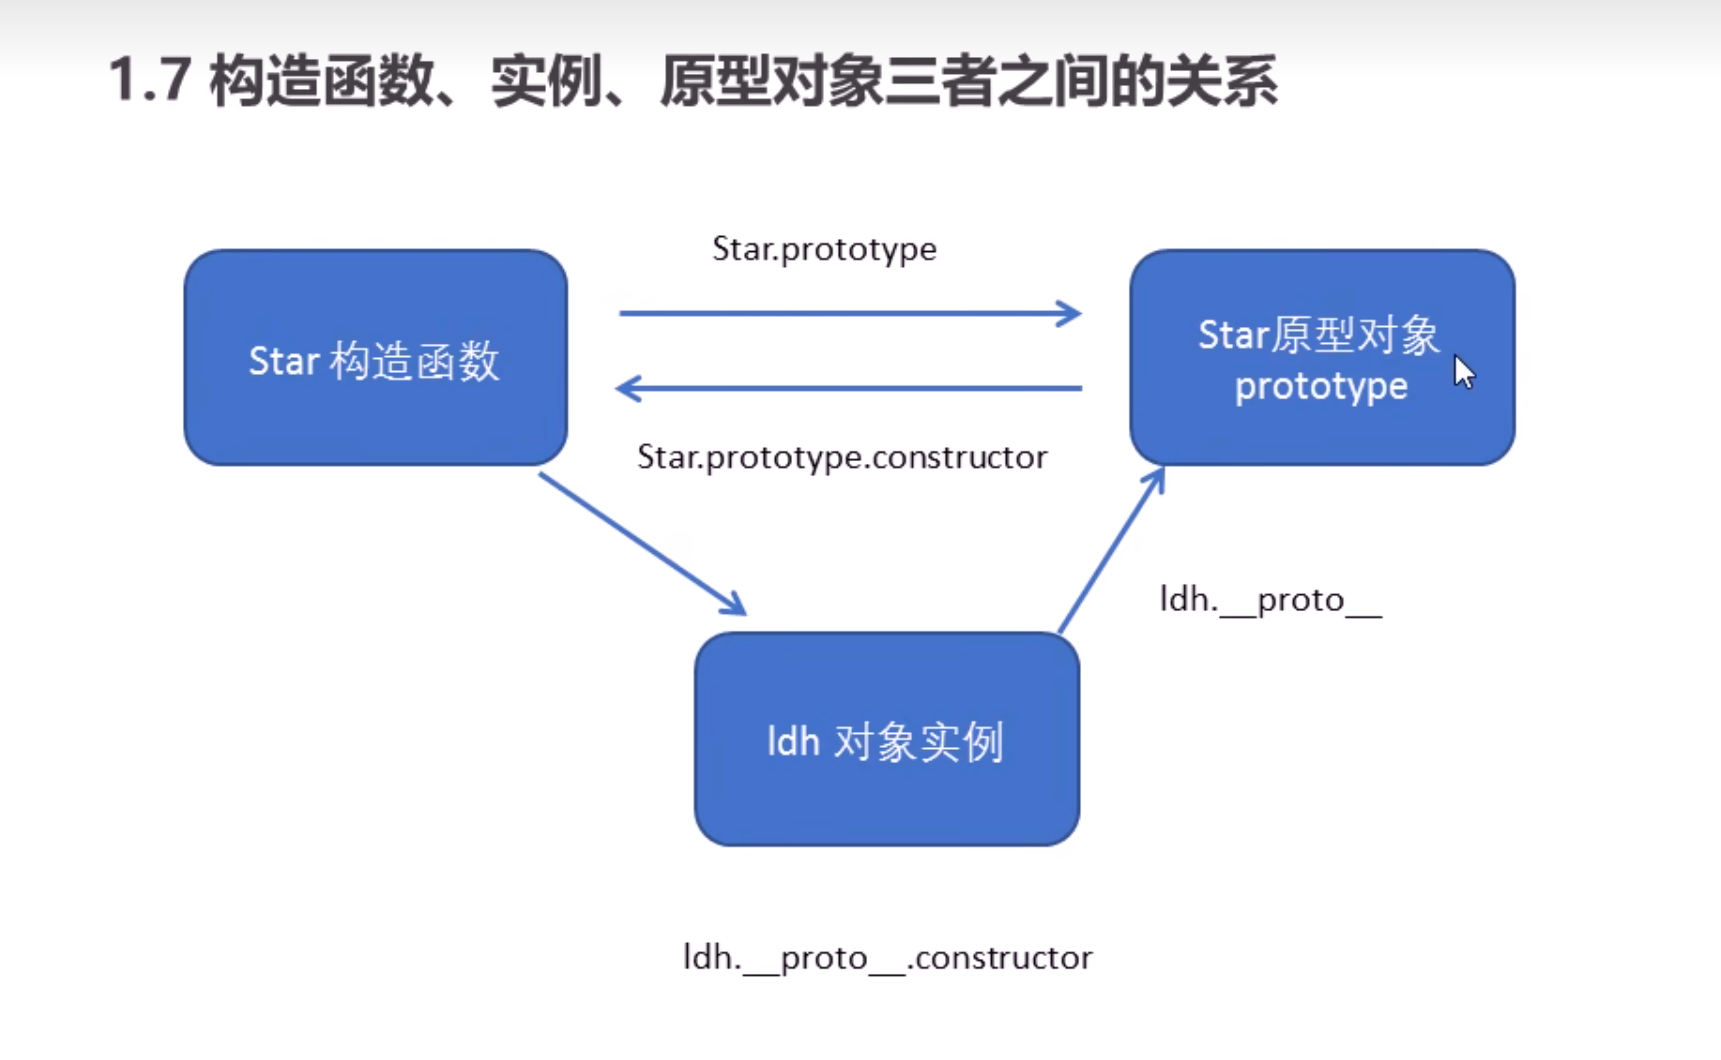 1.7 构造函数、实例、原型对象三者之间的关系
Star.prototype
Star 构造函数
Star原型对象
prototype
Star.prototype.constructor
ldh.__proto__
ldh 对象实例
ldh.__proto__.constructor